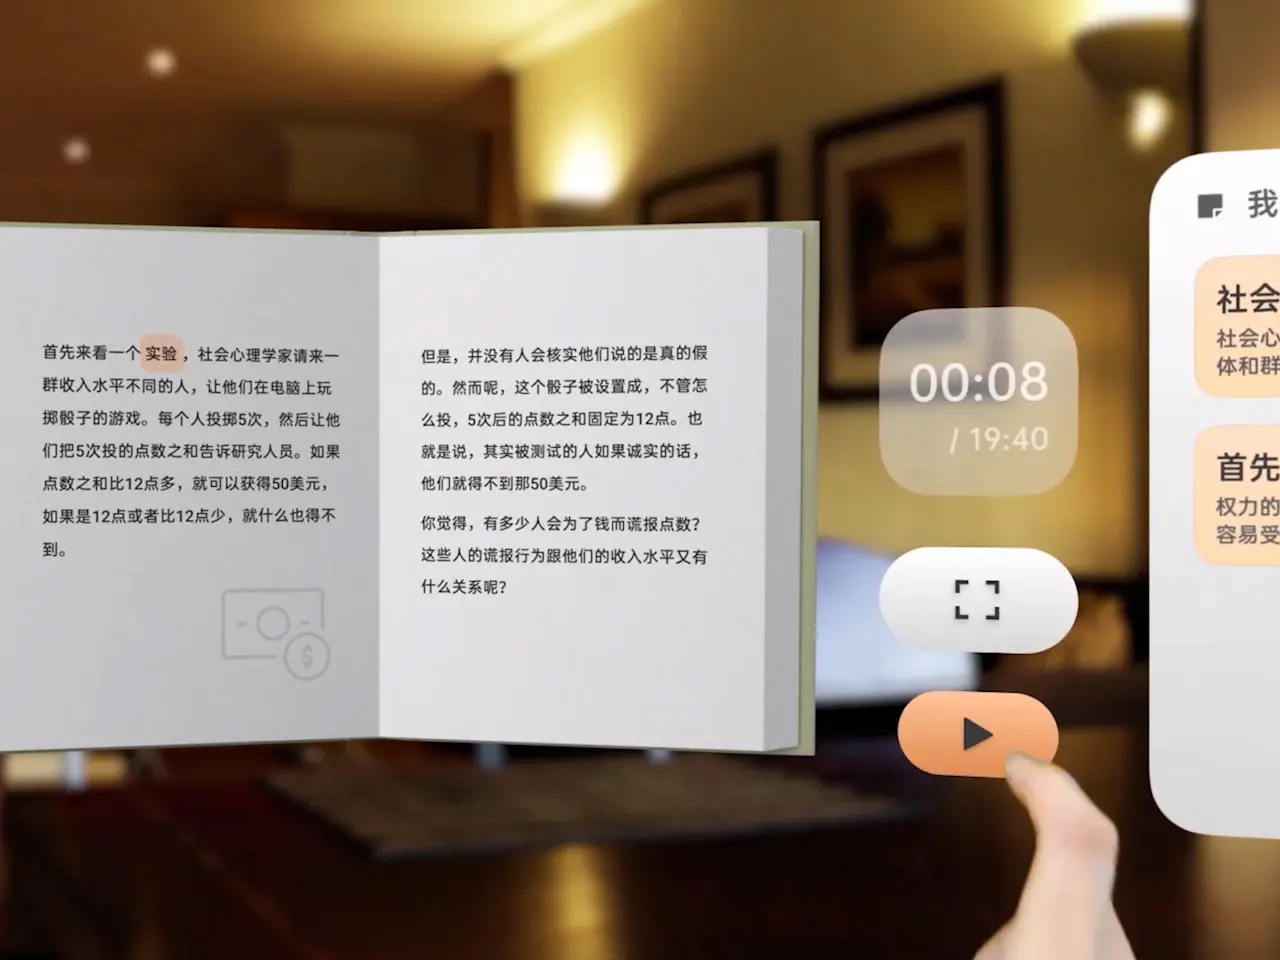 首先来看一个实验，社会心理学家请来一
群收入水平不同的人，让他们在电脑上玩
掷骰子的游戏。每个人投掷5次，然后让他
们把5次投的点数之和告诉研究人员。如果
点数之和比12点多，就可以获得50美元，
如果是12点或者比12点少，就什么也得不
到。
但是，并没有人会核实他们说的是真的假
的。然而呢，这个骰子被设置成，不管怎
么投，5次后的点数之和固定为12点。也
就是说，其实被测试的人如果诚实的话，
他们就得不到那50美元。
你觉得，有多少人会为了钱而谎报点数？
这些人的谎报行为跟他们的收入水平又有
什么关系呢？
00:08
/ 19:40
我
社会
社会心
体和群
首先
权力的
容易受